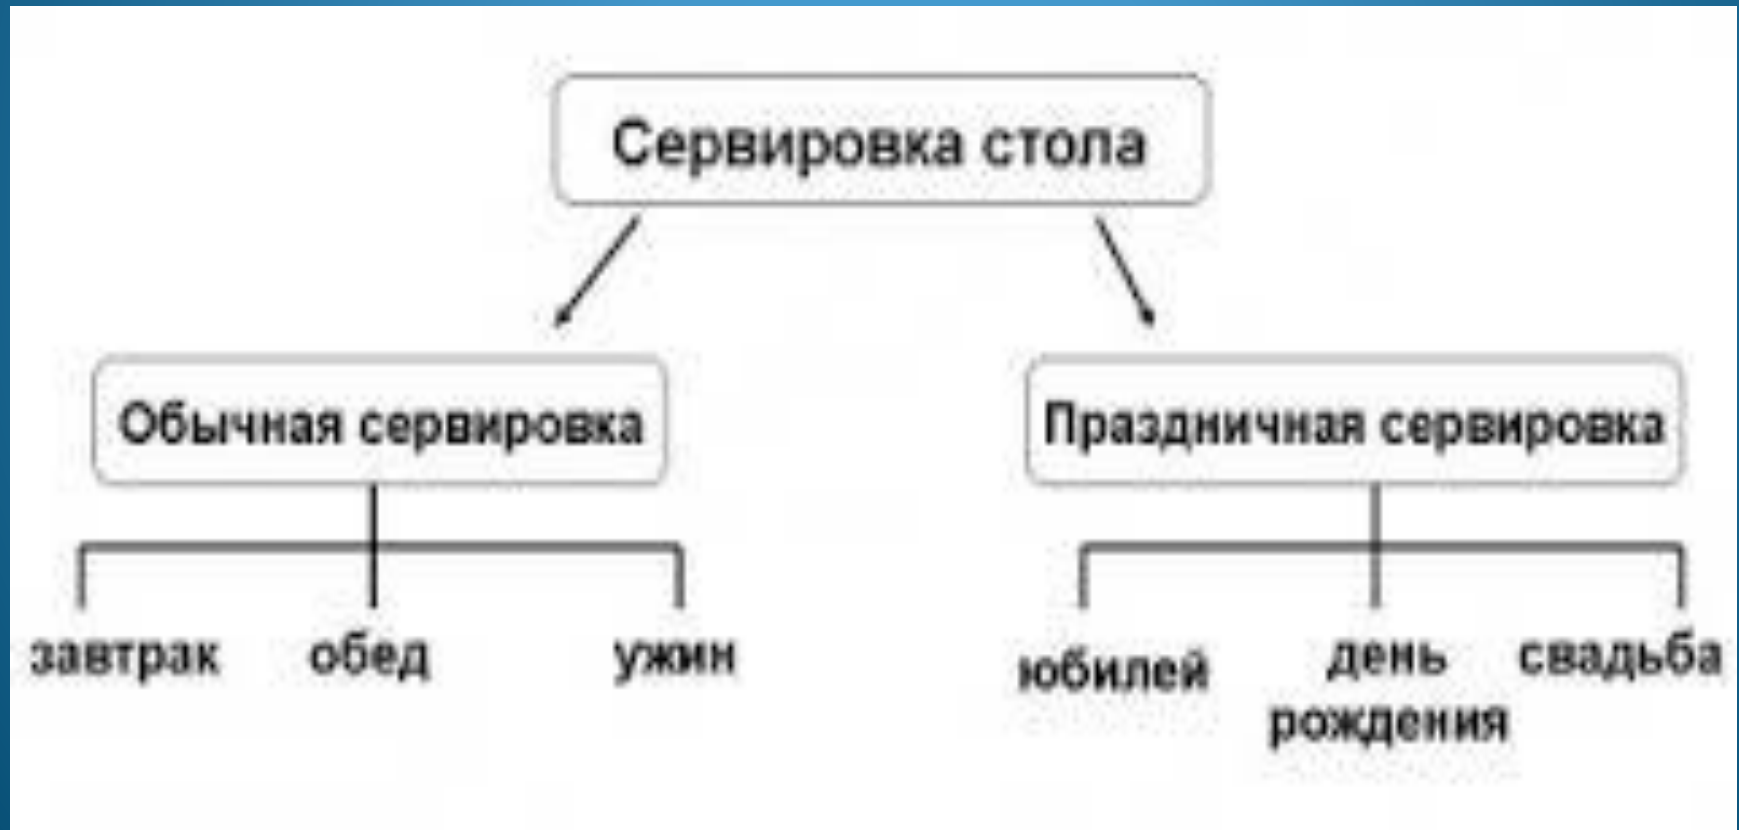 Сервировка стола
Обычная сервировка
Праздничная сервировка
завтрак
обед
ужин
юбилей
день
рождения
свадьба